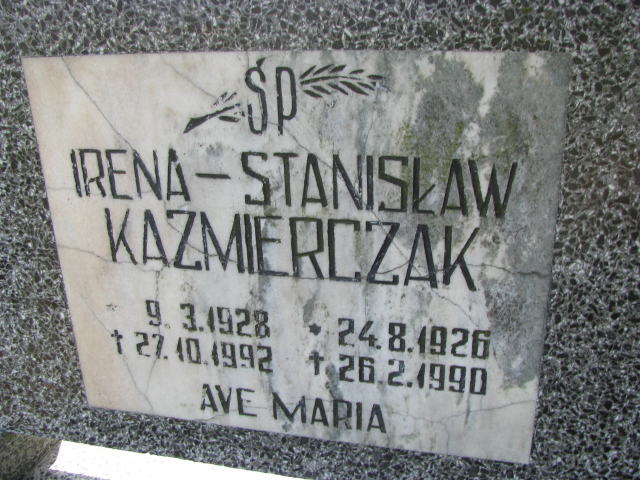 ŚP
IRENA – STANISŁAW
KAZMIERCZAK
9.3.1928 * 24.8.1926
† 27.10.1992 † 26.2.1990
AVE MARIA